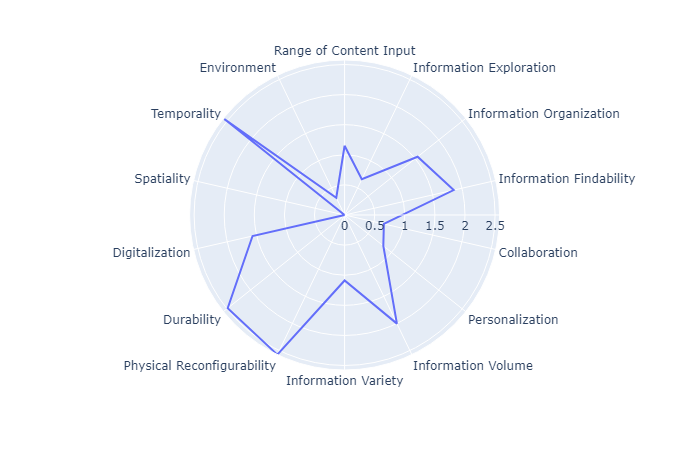 Range of Content Input
Environment
Information Exploration
Temporality
Information Organization
Spatiality
Information Findability
0 0.5 1 1.5 2 2.5
Digitalization
Collaboration
Durability
Personalization
Physical Reconfigurability
Information Volume
Information Variety